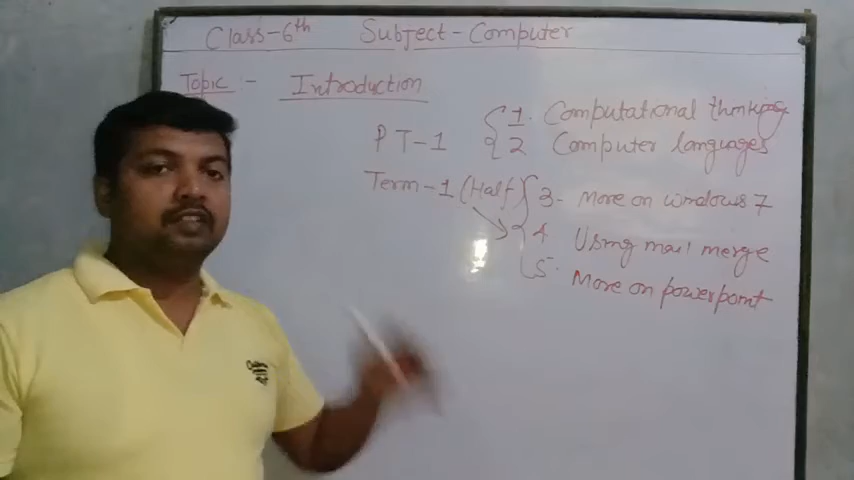 Class-6th Subject-Computer
Topic:- Introduction
PT-1 { 1. Computational thinking
2 Computer languages
Term-1 (Half) { 3- More on windows 7
4 Using mail merge
5. More on powerpoint